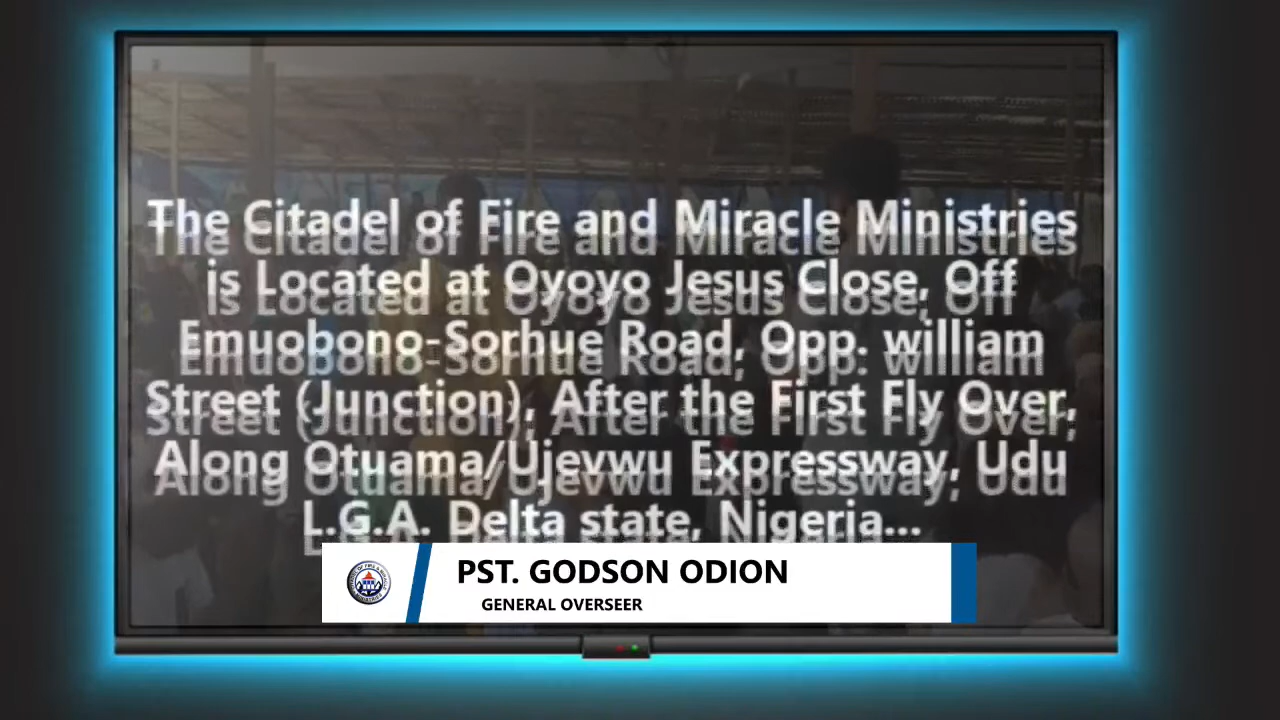 The Citadel of Fire and Miracle Ministries
is Located at Oyoyo Jesus Close, Off
Emuobono-Sorhue Road, Opp. william
Street (Junction), After the First Fly Over,
Along Otuama/Ujevwu Expressway, Udu
L.G.A. Delta state, Nigeria...
PST. GODSON ODION
GENERAL OVERSEER